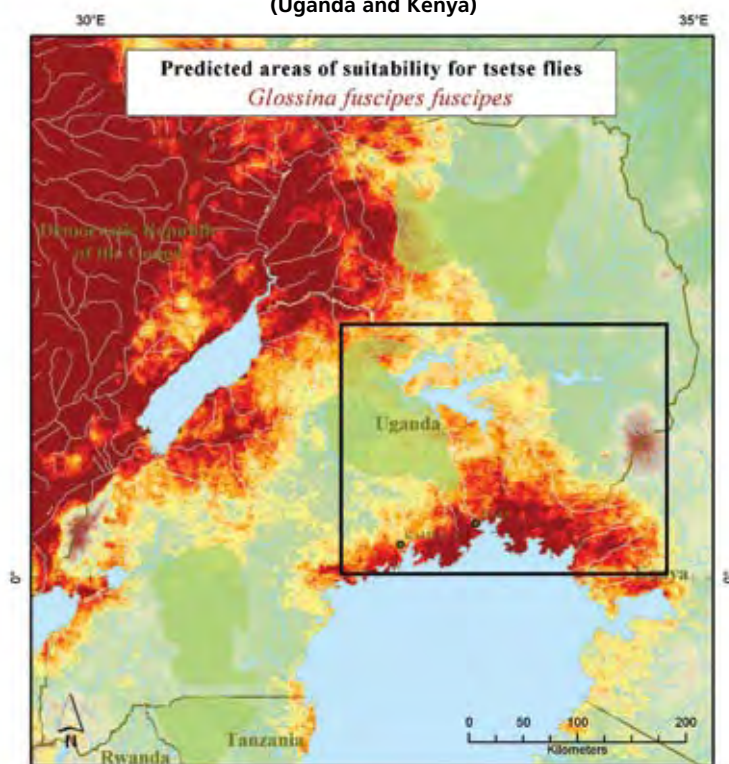 (Uganda and Kenya)
30°E
35°E
Predicted areas of suitability for tsetse flies
Glossina fuscipes fuscipes
Democratic Republic
of the Congo
Uganda
0°
0°
0 50 100 200
Kilometers
N
Tanzania
Rwanda